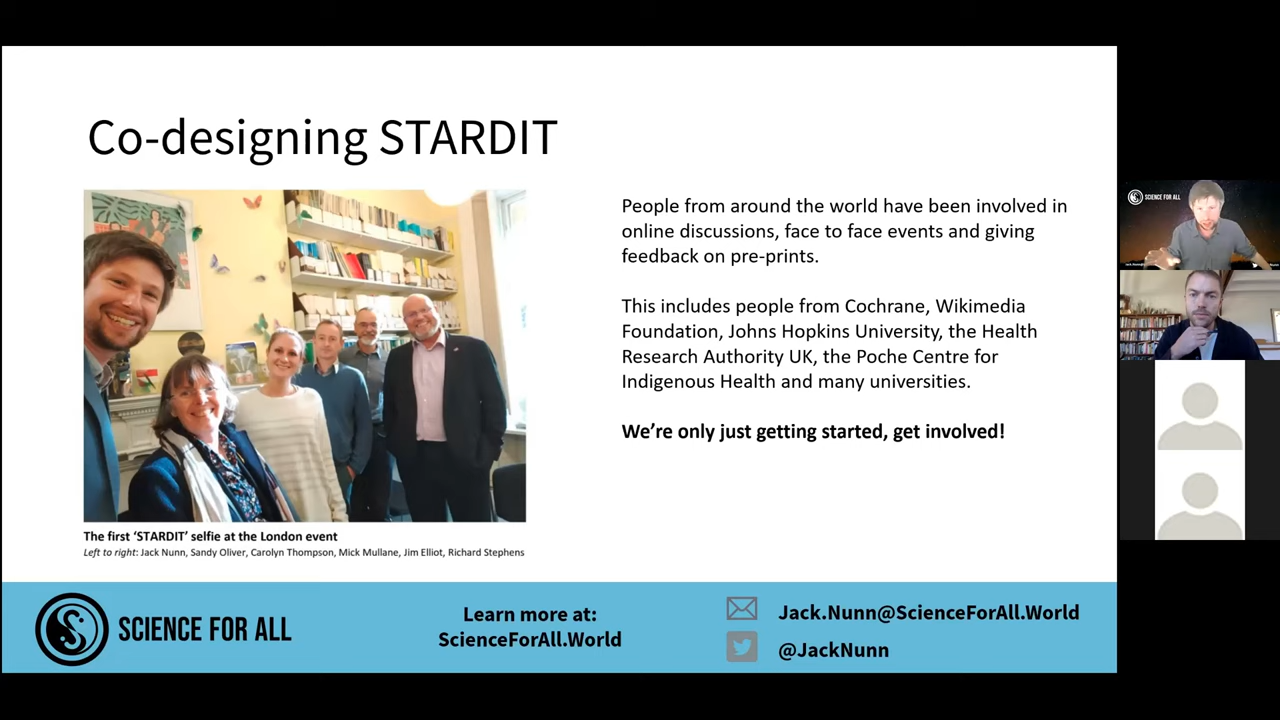 Co-designing STARDIT
People from around the world have been involved in
online discussions, face to face events and giving
feedback on pre-prints.
This includes people from Cochrane, Wikimedia
Foundation, Johns Hopkins University, the Health
Research Authority UK, the Poche Centre for
Indigenous Health and many universities.
We're only just getting started, get involved!
The first ‘STARDIT’ selfie at the London event
Left to right: Jack Nunn, Sandy Oliver, Carolyn Thompson, Mick Mullane, Jim Elliot, Richard Stephens
SCIENCE FOR ALL
Learn more at:
ScienceForAll.World
Jack.Nunn@ScienceForAll.World
@JackNunn
SCIENCE FOR ALL